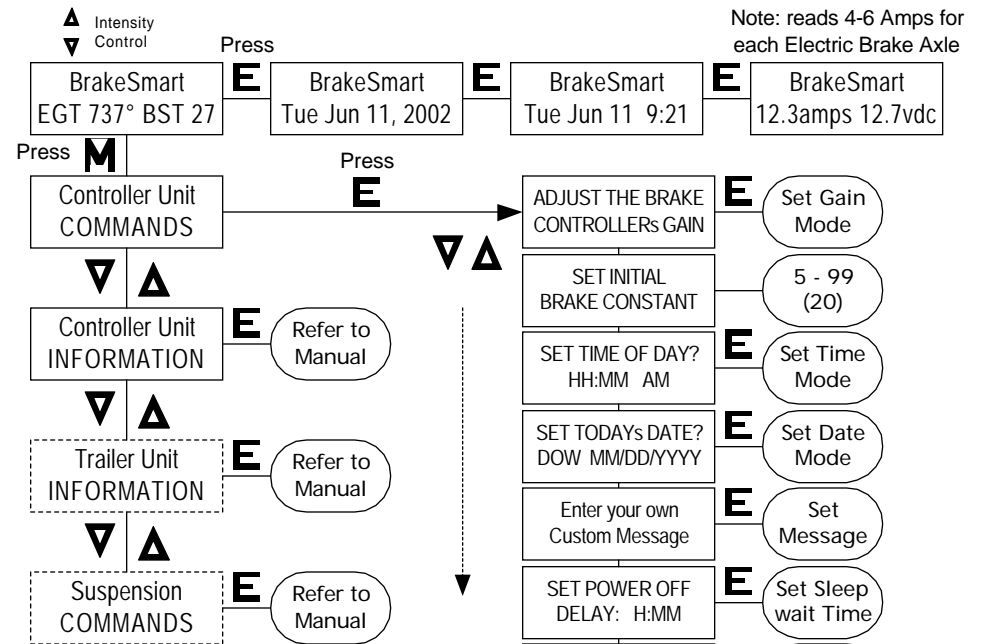 Intensity
Control
Note: reads 4-6 Amps for
each Electric Brake Axle
Press
BrakeSmart
EGT 737° BST 27
E
BrakeSmart
Tue Jun 11, 2002
E
BrakeSmart
Tue Jun 11 9:21
E
BrakeSmart
12.3amps 12.7vdc
Press M
Controller Unit
COMMANDS
Press
E
ADJUST THE BRAKE
CONTROLLERs GAIN
E
Set Gain
Mode
SET INITIAL
BRAKE CONSTANT
5 - 99
(20)
Controller Unit
INFORMATION
E
Refer to
Manual
SET TIME OF DAY?
HH:MM AM
E
Set Time
Mode
SET TODAYs DATE?
DOW MM/DD/YYYY
E
Set Date
Mode
Trailer Unit
INFORMATION
E
Refer to
Manual
Enter your own
Custom Message
E
Set
Message
Suspension
COMMANDS
E
Refer to
Manual
SET POWER OFF
DELAY: H:MM
E
Set Sleep
wait Time